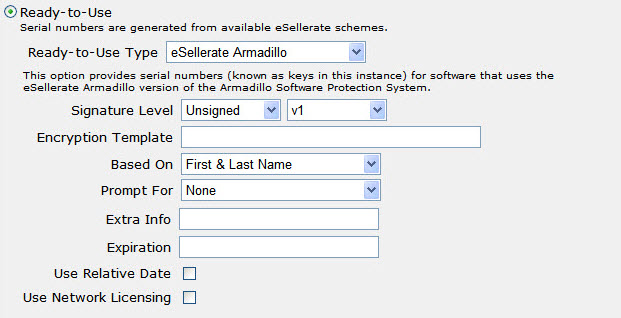 Ready-to-Use
Serial numbers are generated from available eSellerate schemes.
Ready-to-Use Type eSellerate Armadillo
This option provides serial numbers (known as keys in this instance) for software that uses the
eSellerate Armadillo version of the Armadillo Software Protection System.
Signature Level Unsigned v1
Encryption Template
Based On First & Last Name
Prompt For None
Extra Info
Expiration
Use Relative Date
Use Network Licensing